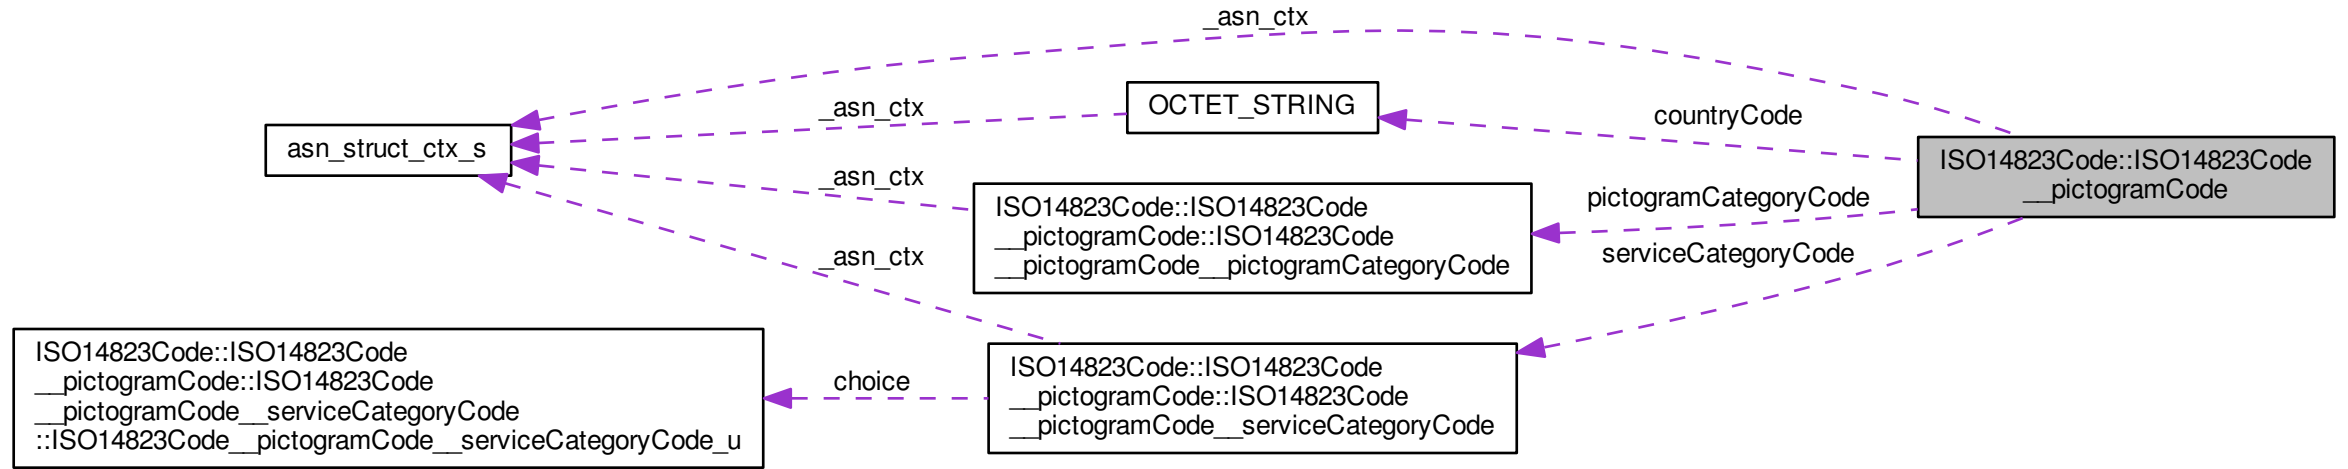 _asn_ctx
OCTET_STRING
_asn_ctx
countryCode
asn_struct_ctx_s
ISO14823Code::ISO14823Code
__pictogramCode
_asn_ctx
pictogramCategoryCode
ISO14823Code::ISO14823Code
__pictogramCode::ISO14823Code
__pictogramCode__pictogramCategoryCode
serviceCategoryCode
_asn_ctx
ISO14823Code::ISO14823Code
__pictogramCode::ISO14823Code
__pictogramCode__serviceCategoryCode
::ISO14823Code__pictogramCode__serviceCategoryCode_u
choice
ISO14823Code::ISO14823Code
__pictogramCode::ISO14823Code
__pictogramCode__serviceCategoryCode